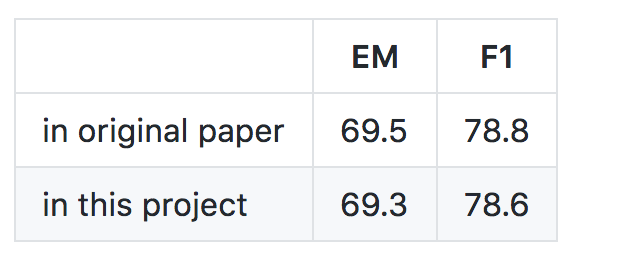 EM F1
in original paper 69.5 78.8
in this project 69.3 78.6